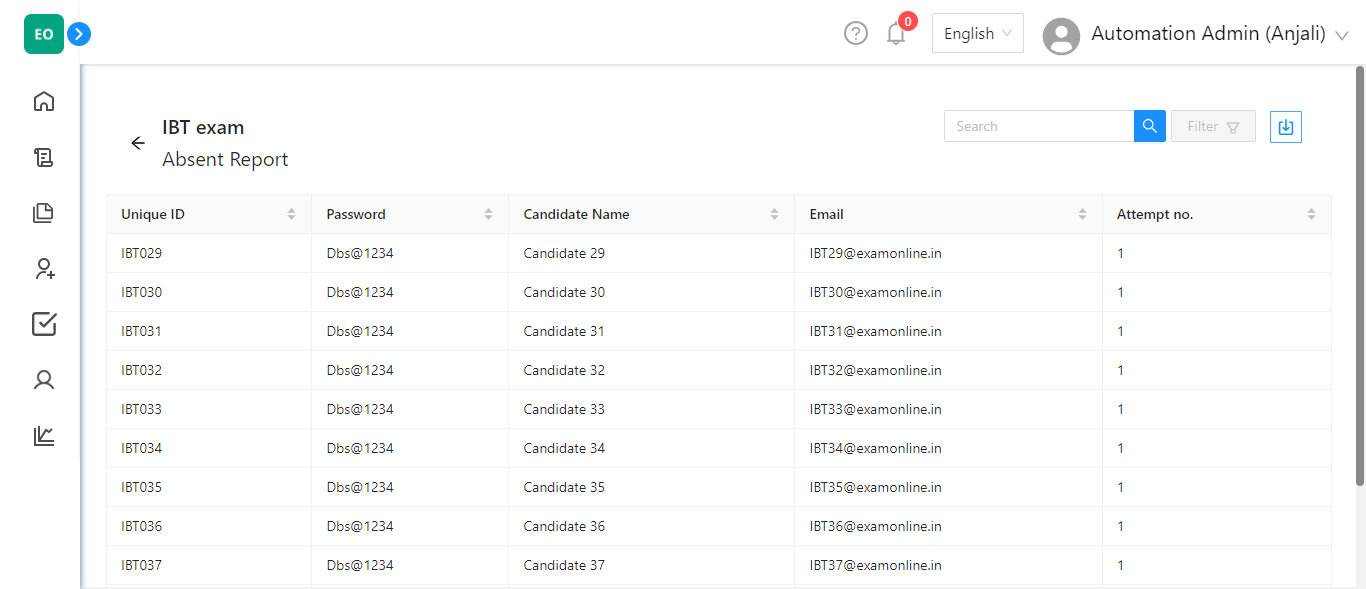 EO
0
English
Automation Admin (Anjali)
IBT exam
Absent Report
Search
Filter
Unique ID Password Candidate Name Email Attempt no.
IBT029 Dbs@1234 Candidate 29 IBT29@examonline.in 1
IBT030 Dbs@1234 Candidate 30 IBT30@examonline.in 1
IBT031 Dbs@1234 Candidate 31 IBT31@examonline.in 1
IBT032 Dbs@1234 Candidate 32 IBT32@examonline.in 1
IBT033 Dbs@1234 Candidate 33 IBT33@examonline.in 1
IBT034 Dbs@1234 Candidate 34 IBT34@examonline.in 1
IBT035 Dbs@1234 Candidate 35 IBT35@examonline.in 1
IBT036 Dbs@1234 Candidate 36 IBT36@examonline.in 1
IBT037 Dbs@1234 Candidate 37 IBT37@examonline.in 1